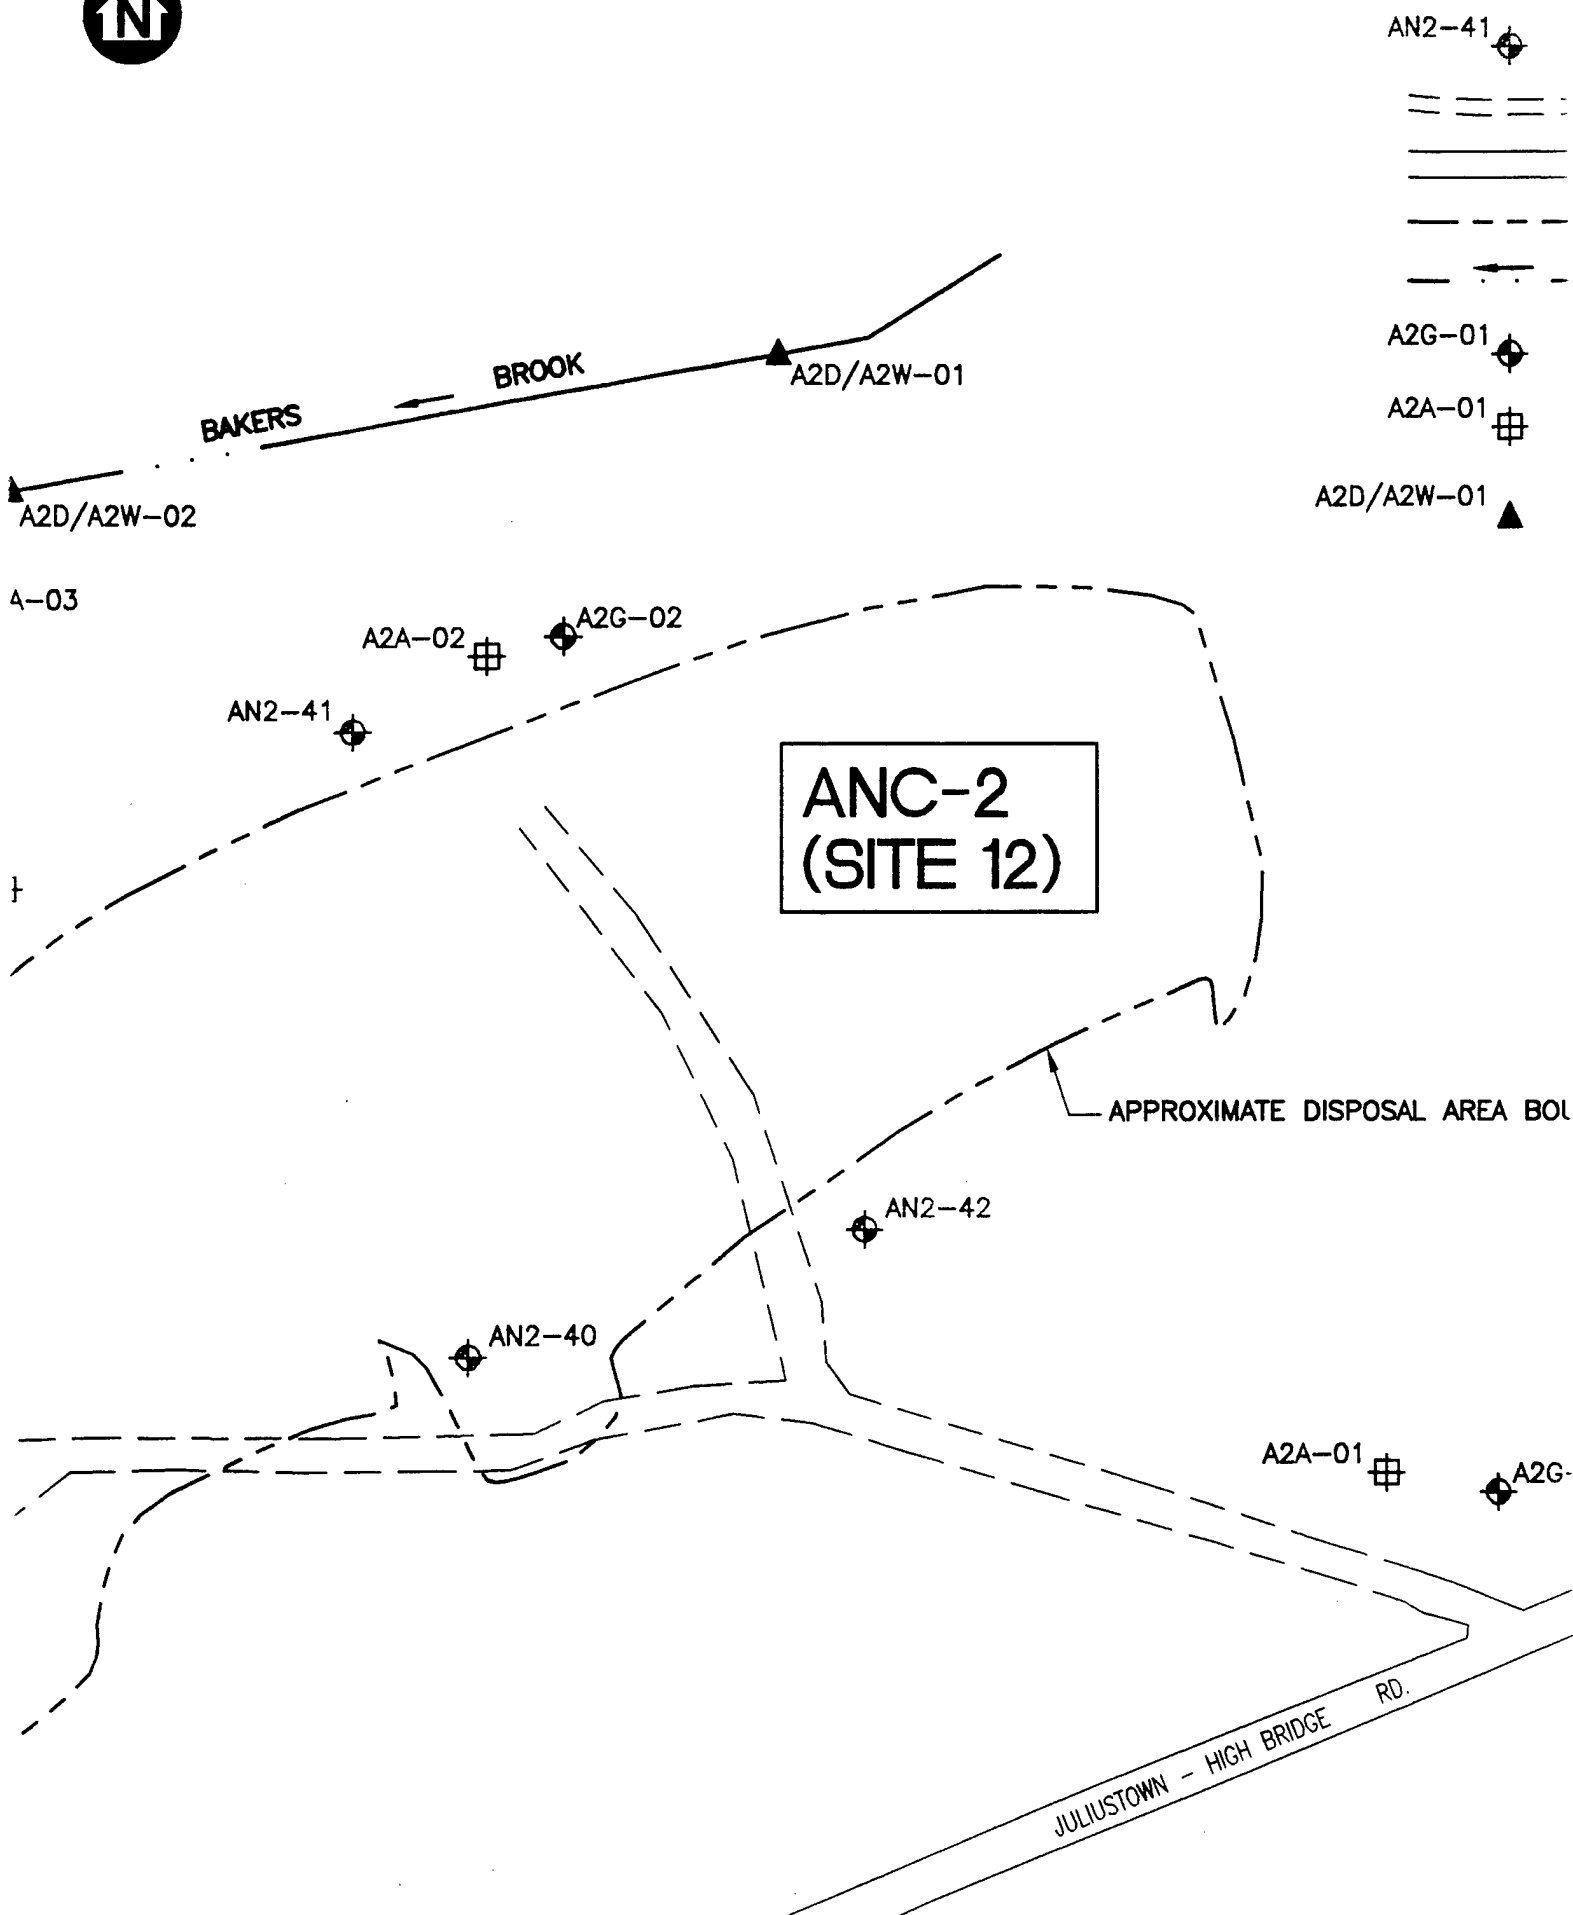 N
AN2-41
A2G-01
A2A-01
A2D/A2W-01
BAKERS BROOK
A2D/A2W-01
A2D/A2W-02
A-03
A2A-02
A2G-02
AN2-41
ANC-2
(SITE 12)
APPROXIMATE DISPOSAL AREA BOU
AN2-42
AN2-40
A2A-01
A2G-
JULIUSTOWN - HIGH BRIDGE RD.